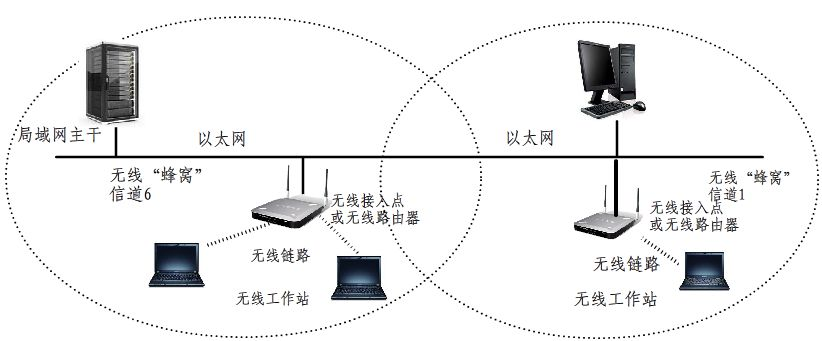 局域网主干
以太网
以太网
无线“蜂窝”
信道6
无线接入点
或无线路由器
无线“蜂窝”
信道1
无线接入点
或无线路由器
无线链路
无线工作站
无线链路
无线工作站